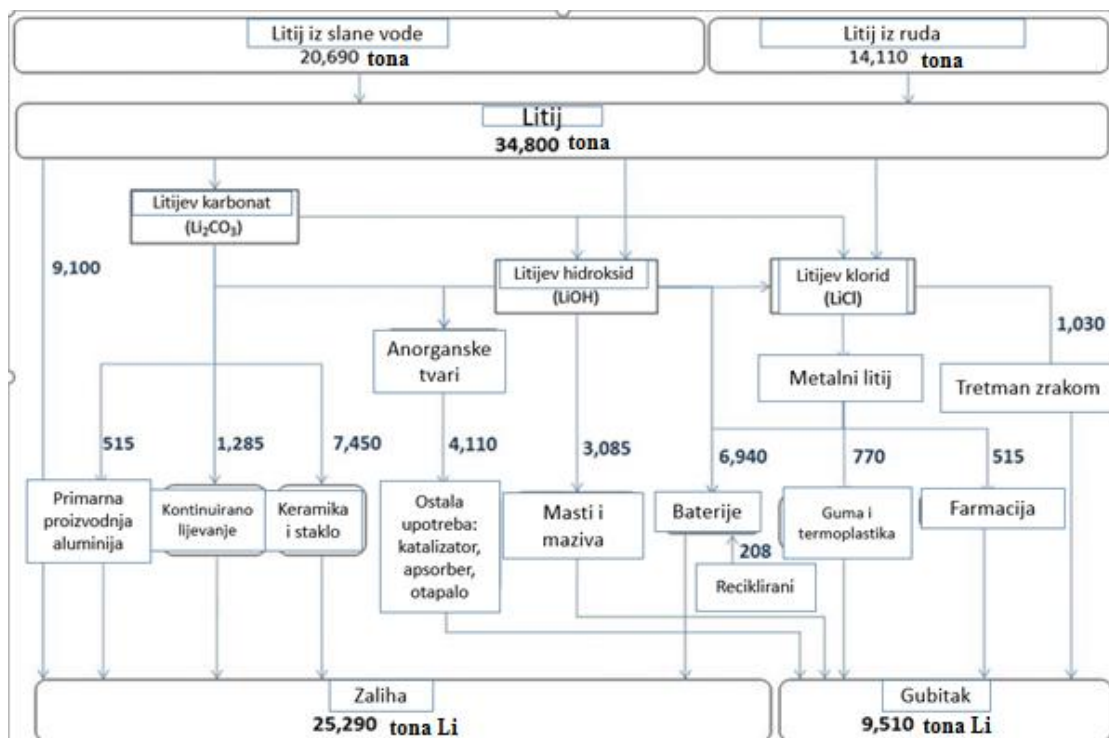 Litij iz slane vode
20,690 tona
Litij iz ruda
14,110 tona
Litij
34,800 tona
Litijev karbonat
(Li₂CO₃)
9,100
Litijev hidroksid
(LiOH)
Litijev klorid
(LiCl)
1,030
Anorganske
tvari
Metalni litij
Tretman zrakom
515
1,285
7,450
4,110
3,085
6,940
770
515
Primarna
proizvodnja
aluminija
Kontinuirano
lijevanje
Keramika
i staklo
Ostala
upotreba:
katalizator,
apsorber,
otapalo
Masti i
maziva
Baterije
Guma i
termoplastika
Farmacija
208
Reciklirani
Zaliha
25,290 tona Li
Gubitak
9,510 tona Li